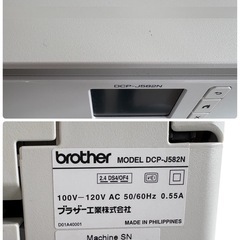 DCP-J582N
brother MODEL DCP-J582N
2.4 DS4/OF4
100V-120V AC 50/60Hz 0.55A
ブラザー工業株式会社
D01A40001 MADE IN PHILIPPINES
Machine SN